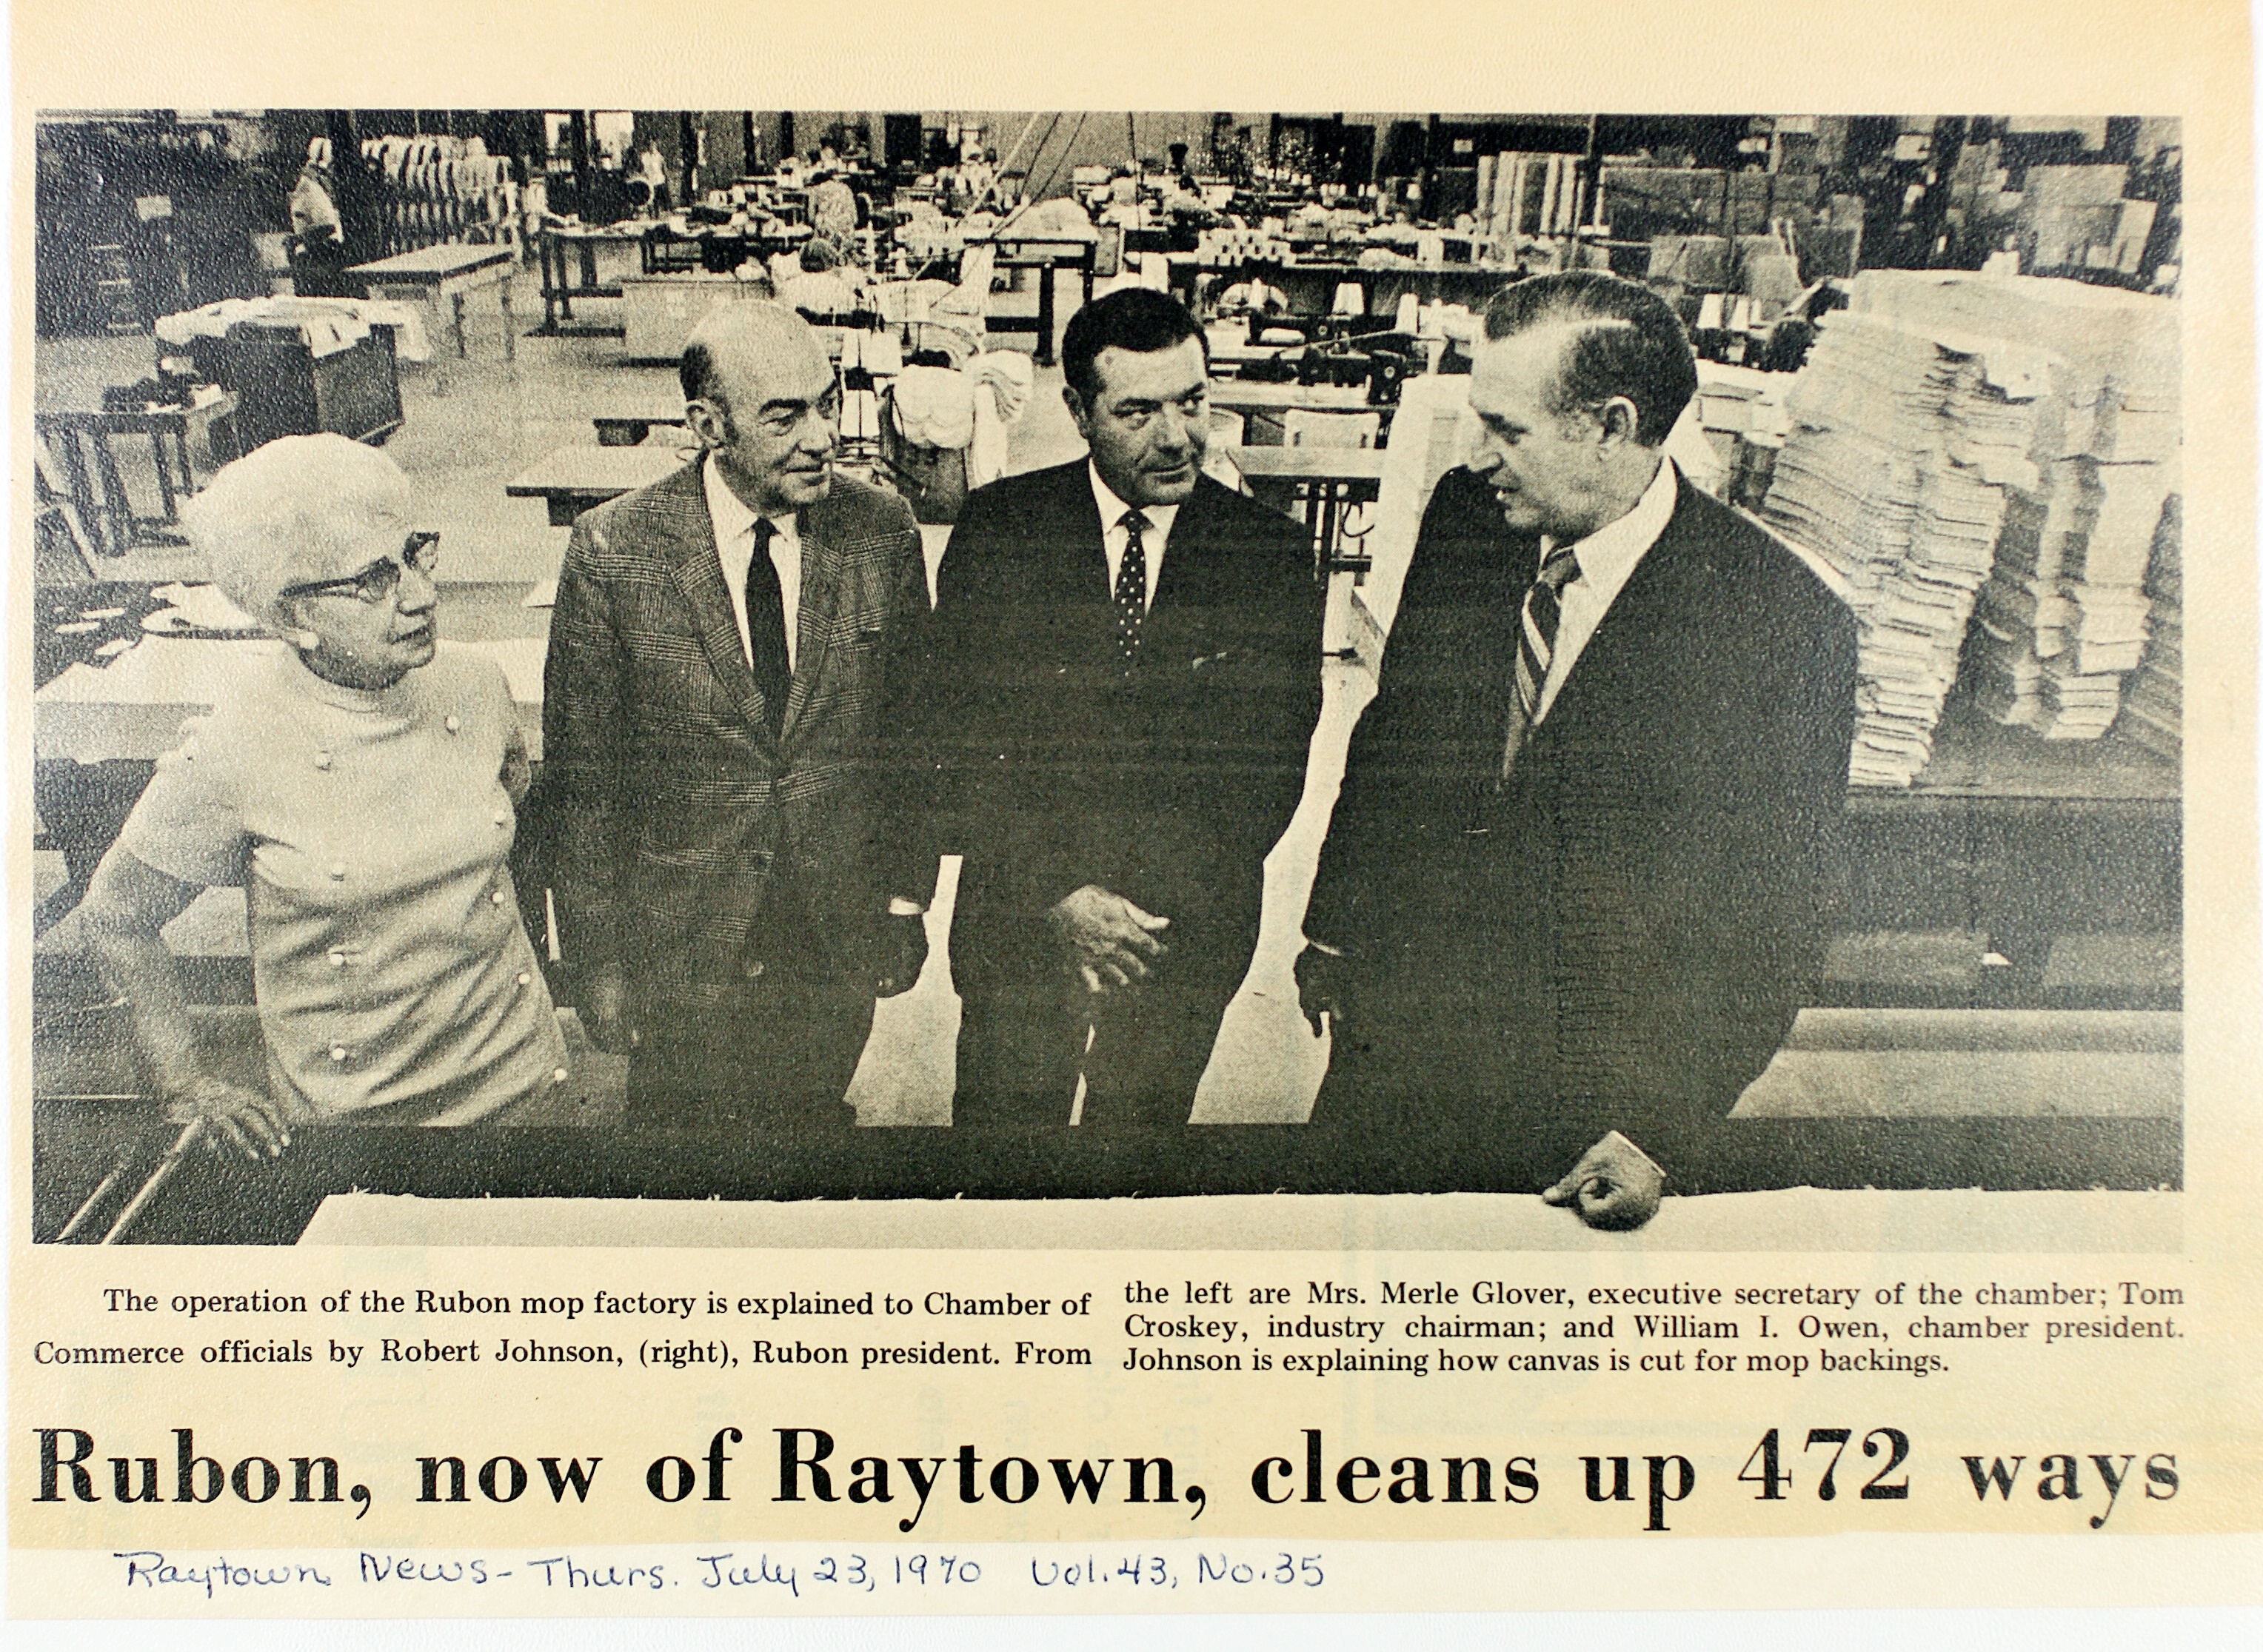 The operation of the Rubon mop factory is explained to Chamber of
Commerce officials by Robert Johnson, (right), Rubon president. From
the left are Mrs. Merle Glover, executive secretary of the chamber; Tom
Croskey, industry chairman; and William I. Owen, chamber president.
Johnson is explaining how canvas is cut for mop backings.
Rubon, now of Raytown, cleans up 472 ways
Raytown News - Thurs. July 23, 1970 Vol. 43, No. 35